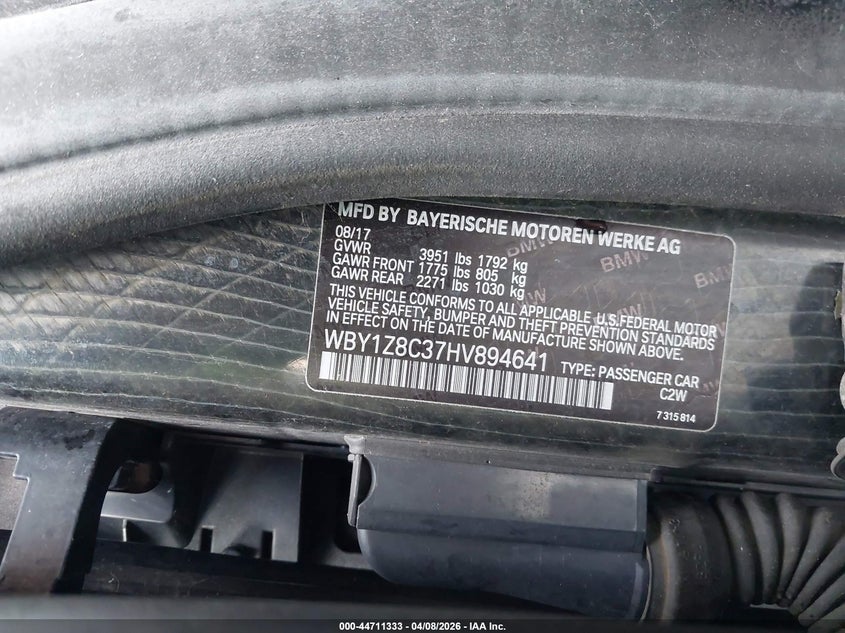 MFD BY BAYERISCHE MOTOREN WERKE AG
08/17
GVWR 3951 lbs 1792 kg
GAWR FRONT 1775 lbs 805 kg
GAWR REAR 2271 lbs 1030 kg
THIS VEHICLE CONFORMS TO ALL APPLICABLE U.S.FEDERAL MOTOR
VEHICLE SAFETY, BUMPER AND THEFT PREVENTION STANDARDS
IN EFFECT ON THE DATE OF MANUFACTURE SHOWN ABOVE.
WBY1Z8C37HV894641 TYPE: PASSENGER CAR
C2W
7 315 814
BMW
BMW
BMW
000-44711333 - 04/08/2026 - IAA Inc.